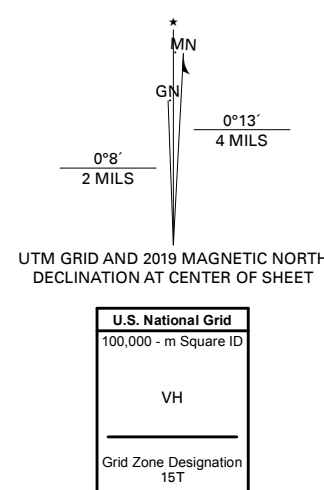 ★
MN
GN
0°13´
4 MILS
0°8´
2 MILS
UTM GRID AND 2019 MAGNETIC NORTH
DECLINATION AT CENTER OF SHEET
U.S. National Grid
100,000 - m Square ID
VH
Grid Zone Designation
15T